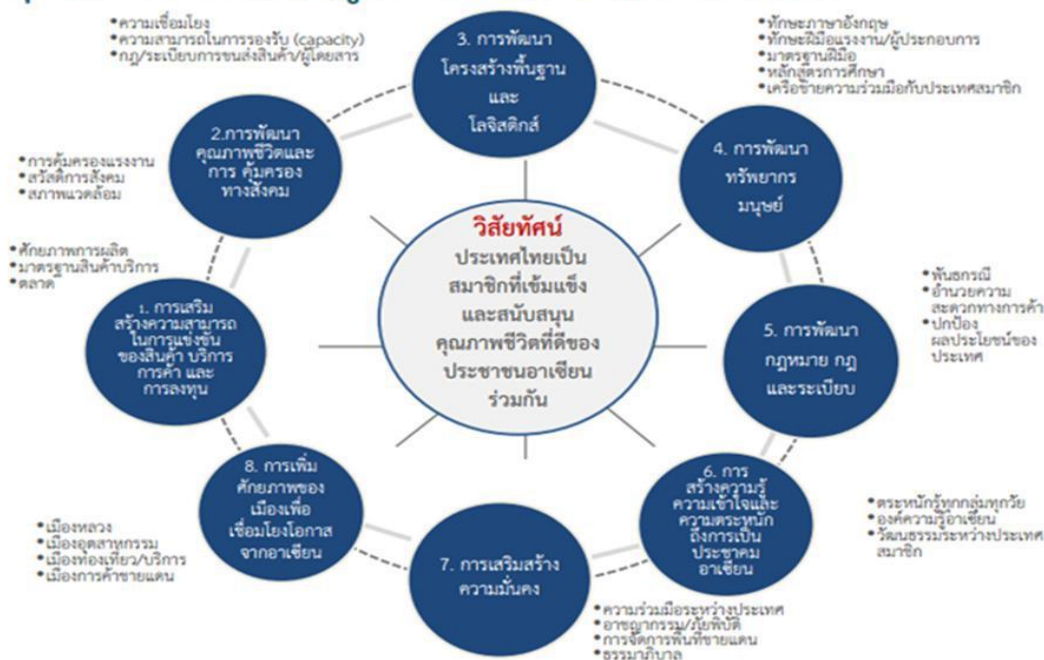 •ความเชื่อมโยง
•ความสามารถในการรองรับ (capacity)
•กฎ/ระเบียบการขนส่งสินค้า/ผู้โดยสาร
3. การพัฒนา
โครงสร้างพื้นฐาน
และ
โลจิสติกส์
•ทักษะภาษาอังกฤษ
•ทักษะฝีมือแรงงาน/ผู้ประกอบการ
•มาตรฐานฝีมือ
•หลักสูตรการศึกษา
•เครือข่ายความร่วมมือกับประเทศสมาชิก
2.การพัฒนา
คุณภาพชีวิตและ
การ คุ้มครอง
ทางสังคม
•การคุ้มครองแรงงาน
•สวัสดิการสังคม
•สภาพแวดล้อม
4. การพัฒนา
ทรัพยากร
มนุษย์
วิสัยทัศน์
ประเทศไทยเป็น
สมาชิกที่เข้มแข็ง
และสนับสนุน
คุณภาพชีวิตที่ดีของ
ประชาชนอาเซียน
ร่วมกัน
•ศักยภาพการผลิต
•มาตรฐานสินค้าบริการ
•ตลาด
1. การเสริม
สร้างความสามารถ
ในการแข่งขัน
ของสินค้า บริการ
การค้า และ
การลงทุน
5. การพัฒนา
กฎหมาย กฎ
และระเบียบ
•พันธกรณี
•อำนวยความ
สะดวกทางการค้า
•ปกป้อง
ผลประโยชน์ของ
ประเทศ
8. การเพิ่ม
ศักยภาพของ
เมืองเพื่อ
เชื่อมโยงโอกาส
จากอาเซียน
•เมืองหลวง
•เมืองอุตสาหกรรม
•เมืองท่องเที่ยว/บริการ
•เมืองการค้าชายแดน
7. การเสริมสร้าง
ความมั่นคง
•ความร่วมมือระหว่างประเทศ
•อาชญากรรม/ภัยพิบัติ
•การจัดการพื้นที่ชายแดน
•ธรรมาภิบาล
6. การ
สร้างความรู้
ความเข้าใจและ
ความตระหนัก
ถึงการเป็น
ประชาคม
อาเซียน
•ตระหนักรู้ทุกกลุ่มทุกวัย
•องค์ความรู้อาเซียน
•วัฒนธรรมระหว่างประเทศ
สมาชิก